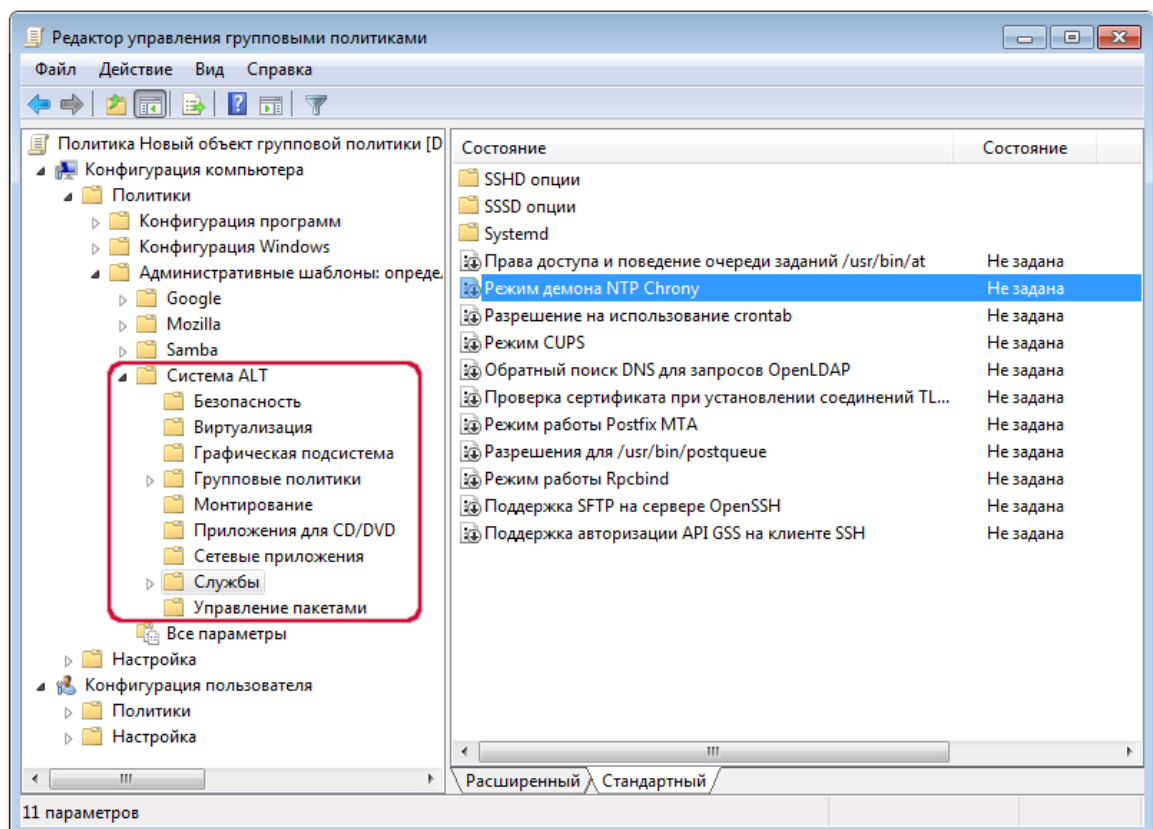 Редактор управления групповыми политиками
Файл Действие Вид Справка
Политика Новый объект групповой политики [D
Конфигурация компьютера
Политики
Конфигурация программ
Конфигурация Windows
Административные шаблоны: опреде.
Google
Mozilla
Samba
Система ALT
Безопасность
Виртуализация
Графическая подсистема
Групповые политики
Монтирование
Приложения для CD/DVD
Сетевые приложения
Службы
Управление пакетами
Все параметры
Настройка
Конфигурация пользователя
Политики
Настройка
Состояние Состояние
SSHD опции
SSSD опции
Systemd
Права доступа и поведение очереди заданий /usr/bin/at Не задана
Режим демона NTP Chrony Не задана
Разрешение на использование crontab Не задана
Режим CUPS Не задана
Обратный поиск DNS для запросов OpenLDAP Не задана
Проверка сертификата при установлении соединений TL... Не задана
Режим работы Postfix MTA Не задана
Разрешения для /usr/bin/postqueue Не задана
Режим работы Rpcbind Не задана
Поддержка SFTP на сервере OpenSSH Не задана
Поддержка авторизации API GSS на клиенте SSH Не задана
Расширенный Стандартный
11 параметров